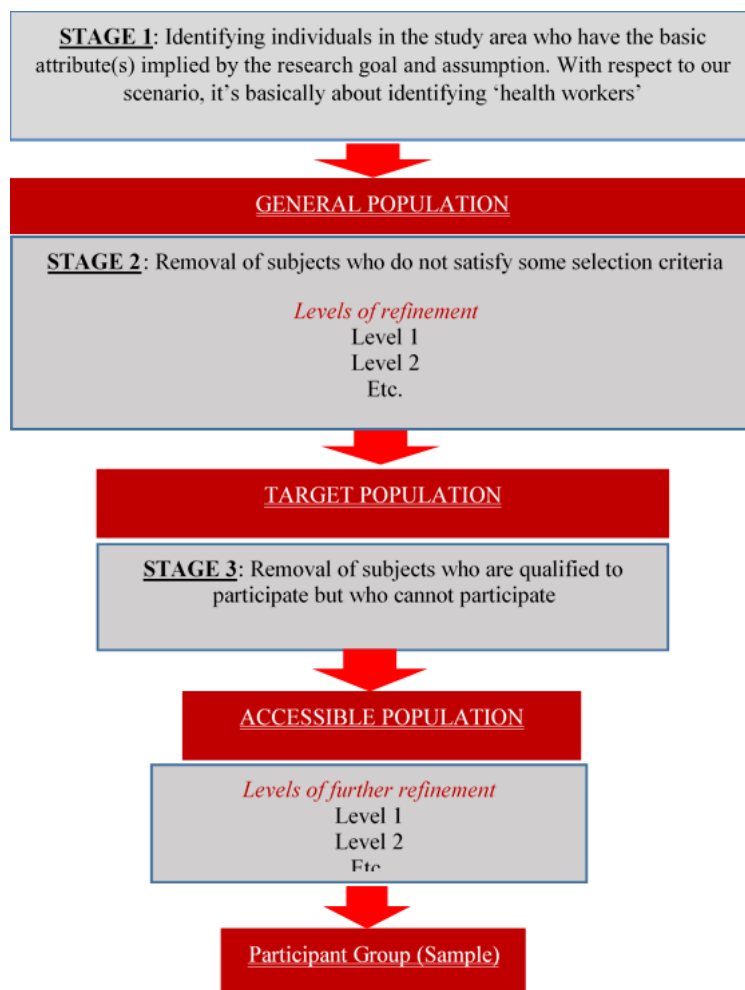 STAGE 1: Identifying individuals in the study area who have the basic
attribute(s) implied by the research goal and assumption. With respect to our
scenario, it's basically about identifying 'health workers'
GENERAL POPULATION
STAGE 2: Removal of subjects who do not satisfy some selection criteria
Levels of refinement
Level 1
Level 2
Etc.
TARGET POPULATION
STAGE 3: Removal of subjects who are qualified to
participate but who cannot participate
ACCESSIBLE POPULATION
Levels of further refinement
Level 1
Level 2
Etc
Participant Group (Sample)